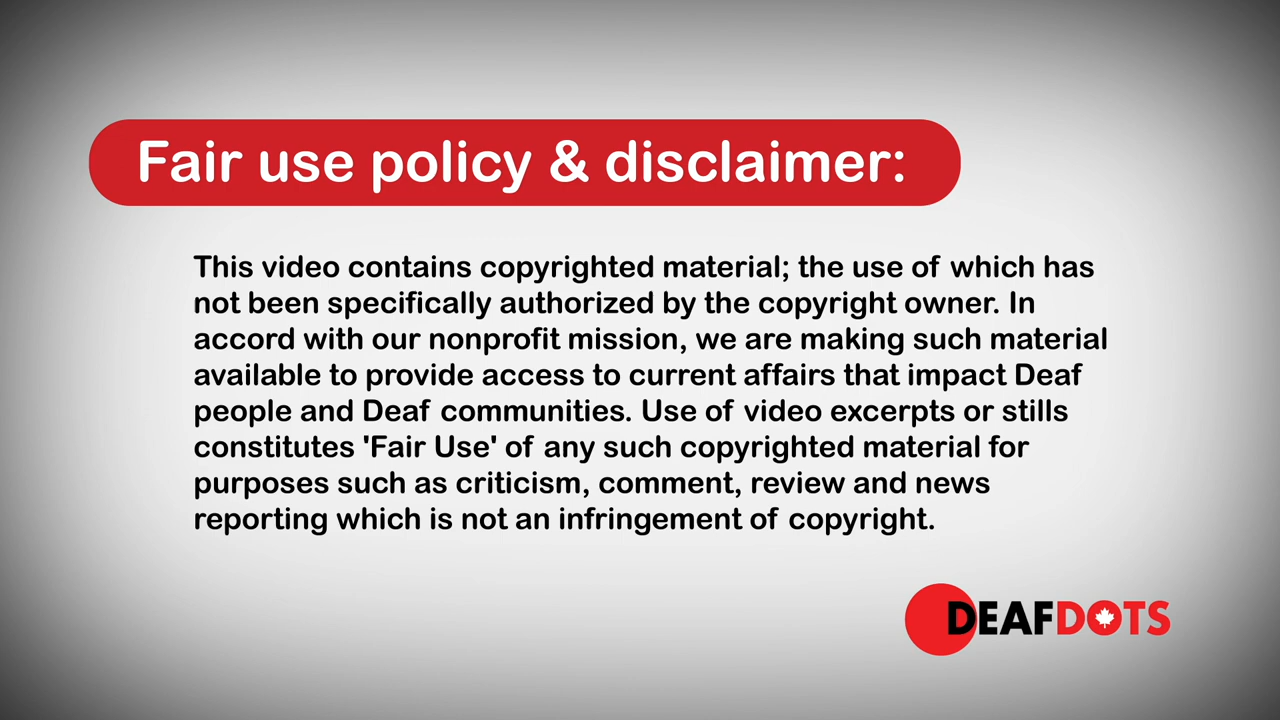 Fair use policy & disclaimer:
This video contains copyrighted material; the use of which has
not been specifically authorized by the copyright owner. In
accord with our nonprofit mission, we are making such material
available to provide access to current affairs that impact Deaf
people and Deaf communities. Use of video excerpts or stills
constitutes 'Fair Use' of any such copyrighted material for
purposes such as criticism, comment, review and news
reporting which is not an infringement of copyright.
DEAFDOTS